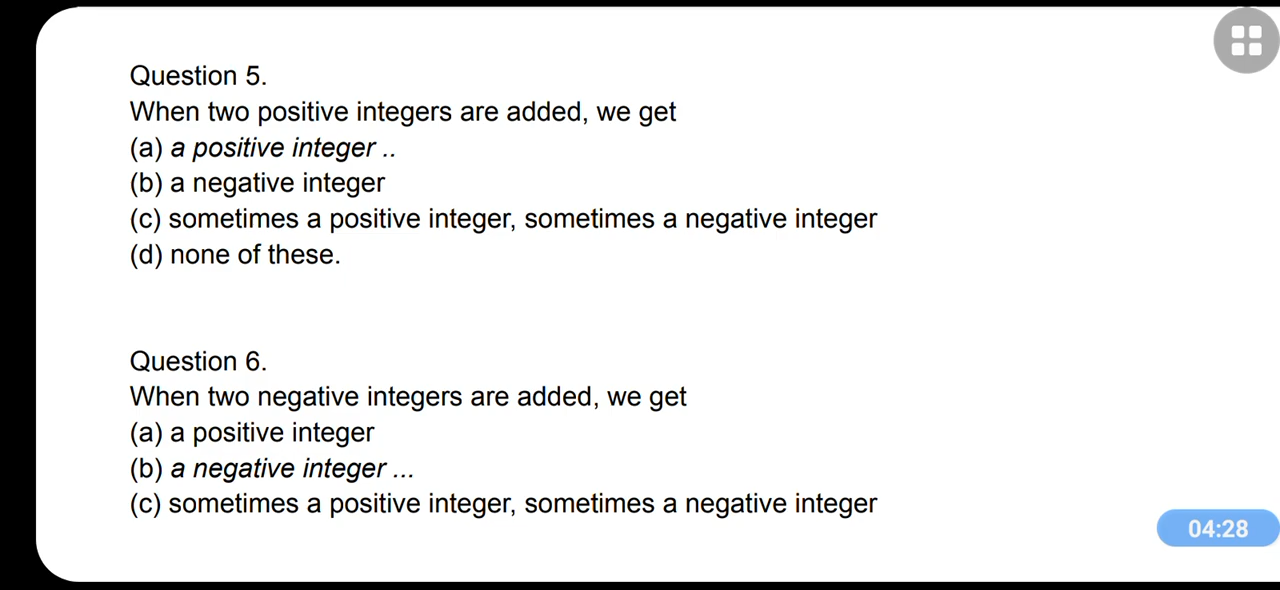 Question 5.
When two positive integers are added, we get
(a) a positive integer ..
(b) a negative integer
(c) sometimes a positive integer, sometimes a negative integer
(d) none of these.
Question 6.
When two negative integers are added, we get
(a) a positive integer
(b) a negative integer ...
(c) sometimes a positive integer, sometimes a negative integer
04:28